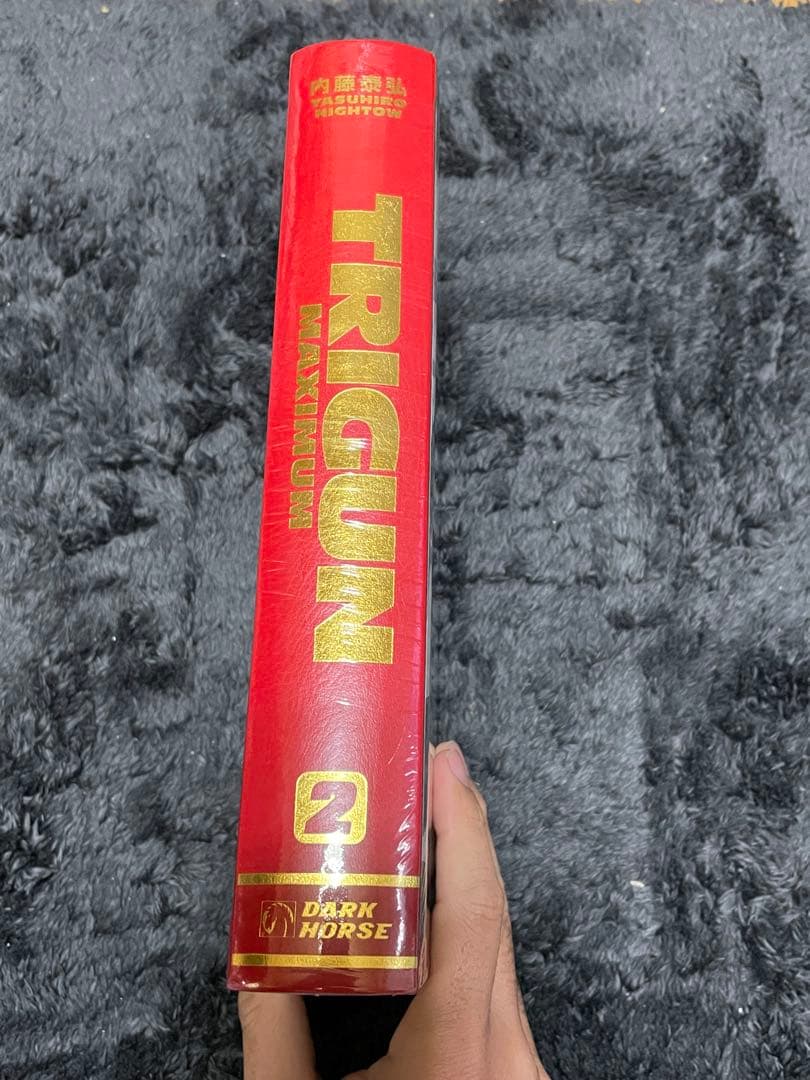 内藤泰弘
YASUHIRO
NIGHTOW
TRIGUN
MAXIMUM
2
DARK
HORSE